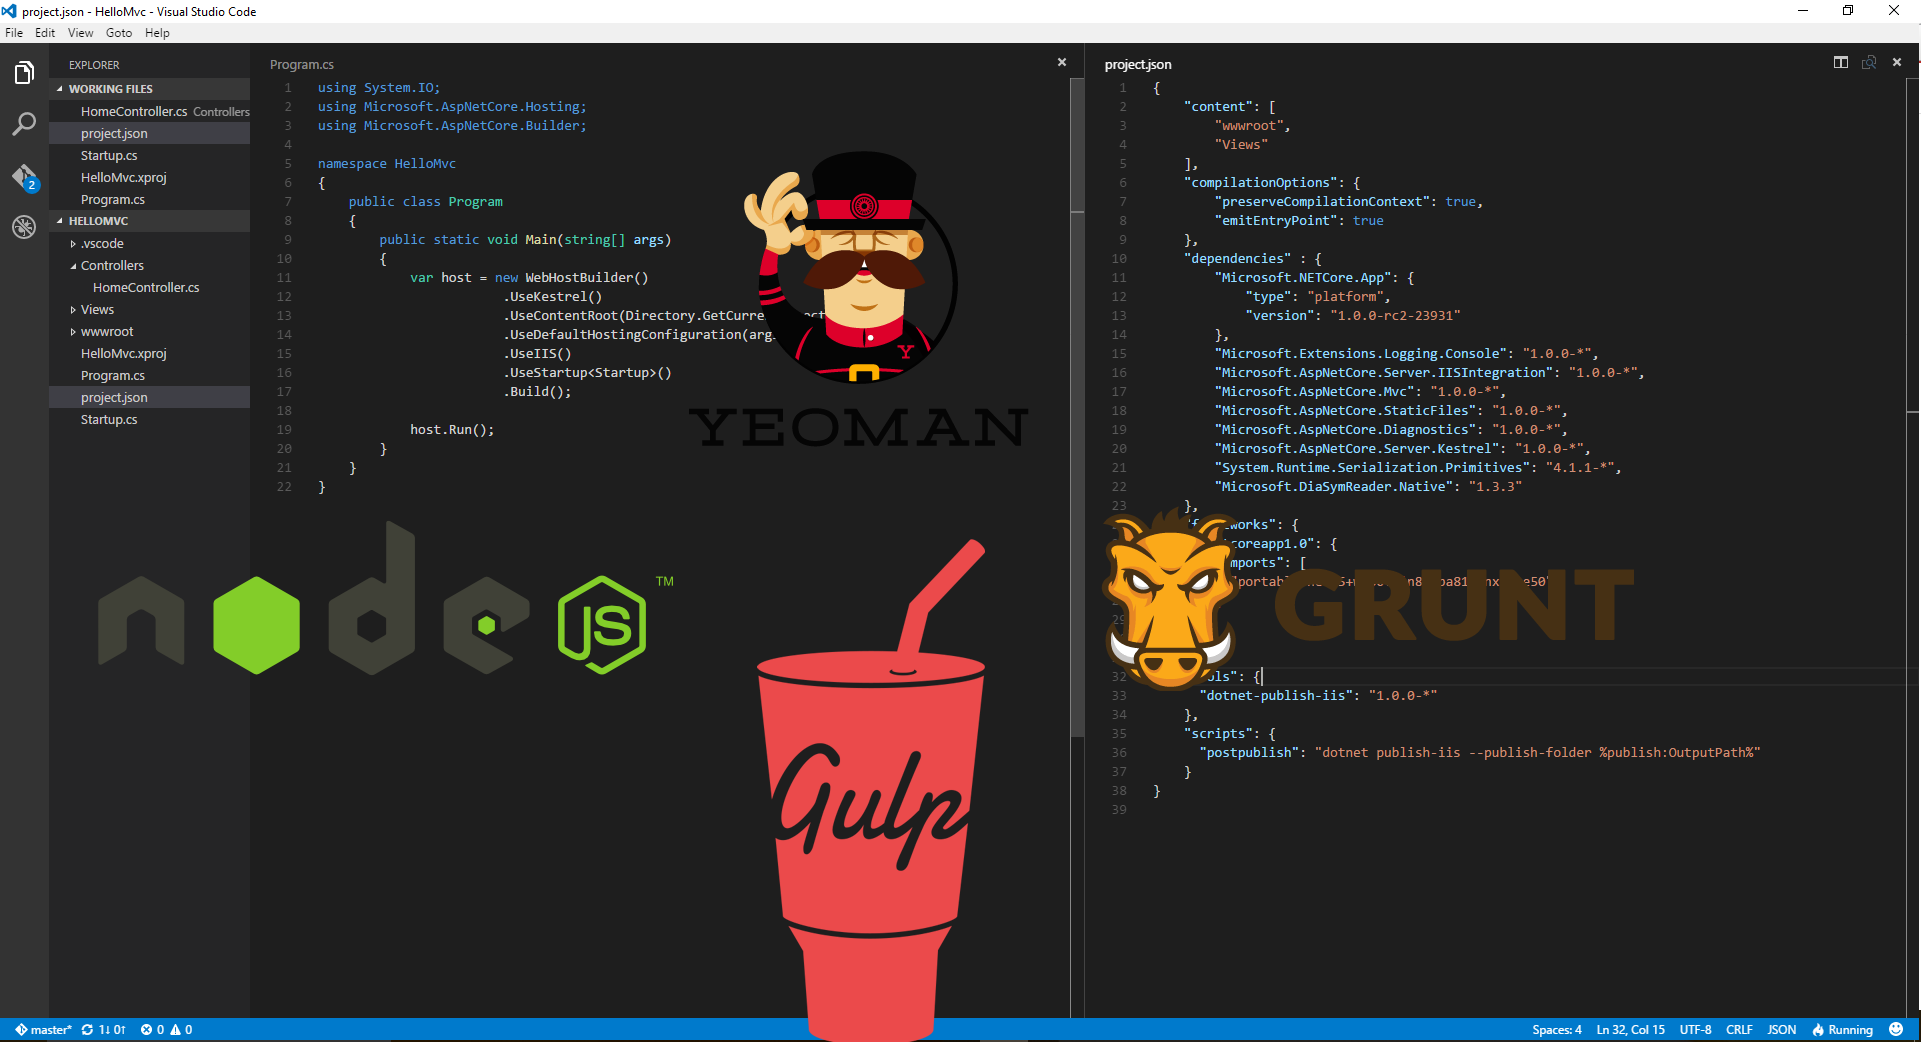 project.json - HelloMvc - Visual Studio Code
File Edit View Goto Help
EXPLORER
WORKING FILES
HomeController.cs Controllers
project.json
Startup.cs
HelloMvc.xproj
Program.cs
HELLOMVC
.vscode
Controllers
HomeController.cs
Views
wwwroot
HelloMvc.xproj
Program.cs
project.json
Startup.cs
2
Program.cs
1 using System.IO;
2 using Microsoft.AspNetCore.Hosting;
3 using Microsoft.AspNetCore.Builder;
4
5 namespace HelloMvc
6 {
7 public class Program
8 {
9 public static void Main(string[] args)
10 {
11 var host = new WebHostBuilder()
12 .UseKestrel()
13 .UseContentRoot(Directory.GetCurre
14 .UseDefaultHostingConfiguration(arg
15 .UseIIS()
16 .UseStartup<Startup>()
17 .Build();
18
19 host.Run();
20 }
21 }
22 }
Y
YEOMAN
node
JS
TM
Gulp
project.json
1 {
2 "content": [
3 "wwwroot",
4 "Views"
5 ],
6 "compilationOptions": {
7 "preserveCompilationContext": true,
8 "emitEntryPoint": true
9 },
10 "dependencies" : {
11 "Microsoft.NETCore.App": {
12 "type": "platform",
13 "version": "1.0.0-rc2-23931"
14 },
15 "Microsoft.Extensions.Logging.Console": "1.0.0-*",
16 "Microsoft.AspNetCore.Server.IISIntegration": "1.0.0-*",
17 "Microsoft.AspNetCore.Mvc": "1.0.0-*",
18 "Microsoft.AspNetCore.StaticFiles": "1.0.0-*",
19 "Microsoft.AspNetCore.Diagnostics": "1.0.0-*",
20 "Microsoft.AspNetCore.Server.Kestrel": "1.0.0-*",
21 "System.Runtime.Serialization.Primitives": "4.1.1-*",
22 "Microsoft.DiaSymReader.Native": "1.3.3"
23 },
works": {
coreapp1.0": {
mports": [
"portabl
29
GRUNT
32 ols": {
33 "dotnet-publish-iis": "1.0.0-*"
34 },
35 "scripts": {
36 "postpublish": "dotnet publish-iis --publish-folder %publish:OutputPath%"
37 }
38 }
39
master* 1↓ 0↑ 0 0
Spaces: 4 Ln 32, Col 15 UTF-8 CRLF JSON Running